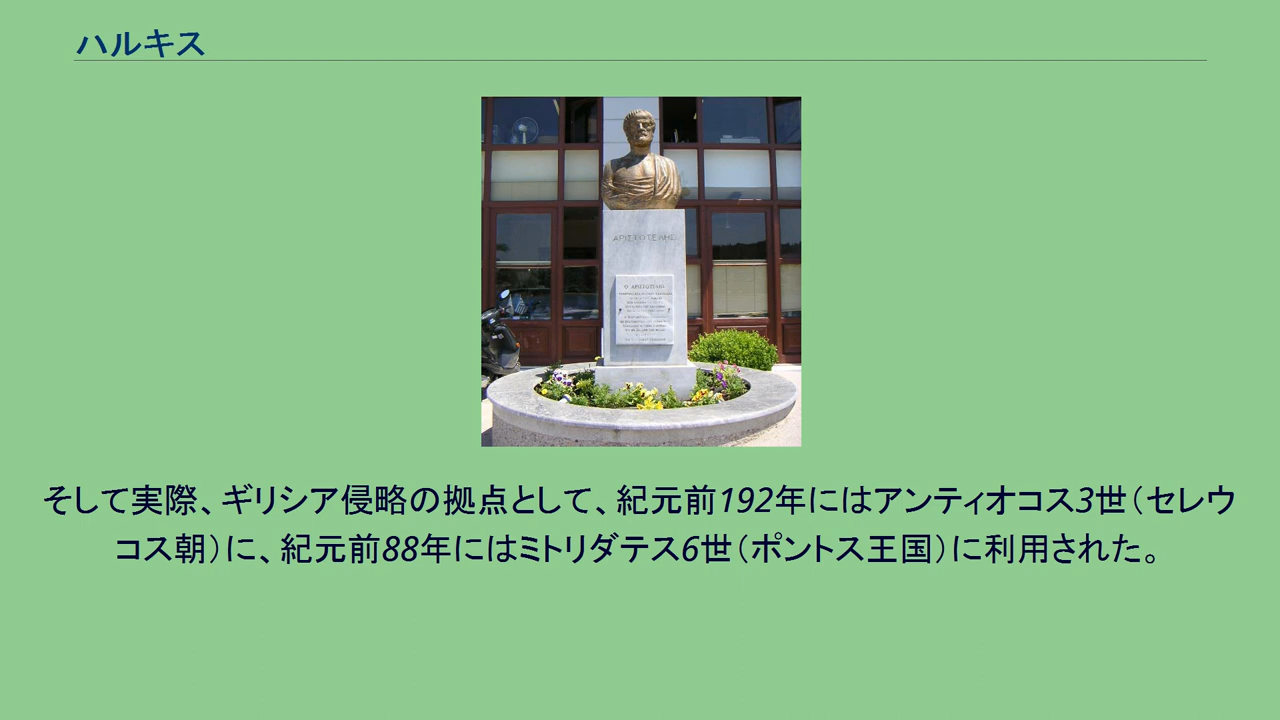 ハルキス
ΑΡΙΣΤΟΤΕΛΗΣ
Ο ΑΡΙΣΤΟΤΕΛΗΣ
そして実際、ギリシア侵略の拠点として、紀元前192年にはアンティオコス3世（セレウ
コス朝）に、紀元前88年にはミトリダテス6世（ポントス王国）に利用された。